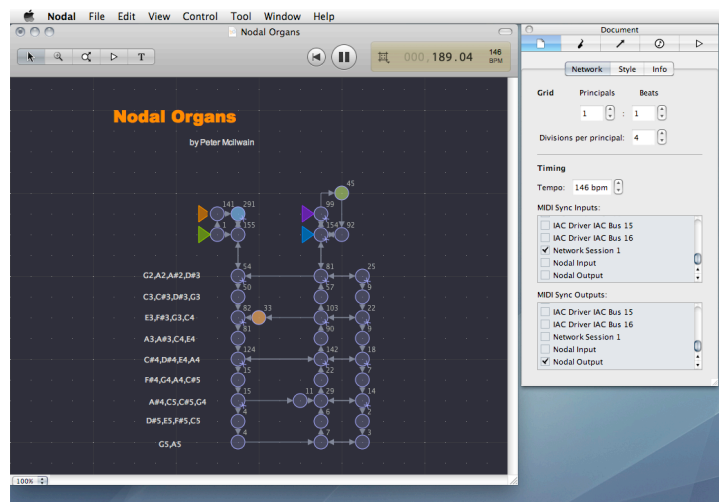 Nodal File Edit View Control Tool Window Help
Nodal Organs
Document
T
000.189.04
146
BPM
Network Style Info
Grid Principals Beats
1 : 1
Divisions per principal: 4
Timing
Tempo: 146 bpm
MIDI Sync Inputs:
IAC Driver IAC Bus 15
IAC Driver IAC Bus 16
Network Session 1
Nodal Input
Nodal Output
MIDI Sync Outputs:
IAC Driver IAC Bus 15
IAC Driver IAC Bus 16
Network Session 1
Nodal Input
Nodal Output
Nodal Organs
by Peter McIlwain
45
141 291 99
1 155 154 92
54 81 25
G2,A2,A#2,D#3
50 57 9
C3,C#3,D#3,G3
82 33 103 22
E3,F#3,G3,C4
81 90 9
A3,A#3,C4,E4
124 142 18
C#4,D#4,E4,A4
15 22 7
F#4,G4,A4,C#5
15 11 29 14
A#4,C5,C#5,G4
4 6 2
D#5,E5,F#5,C5
4 7 3
G5,A5
100%